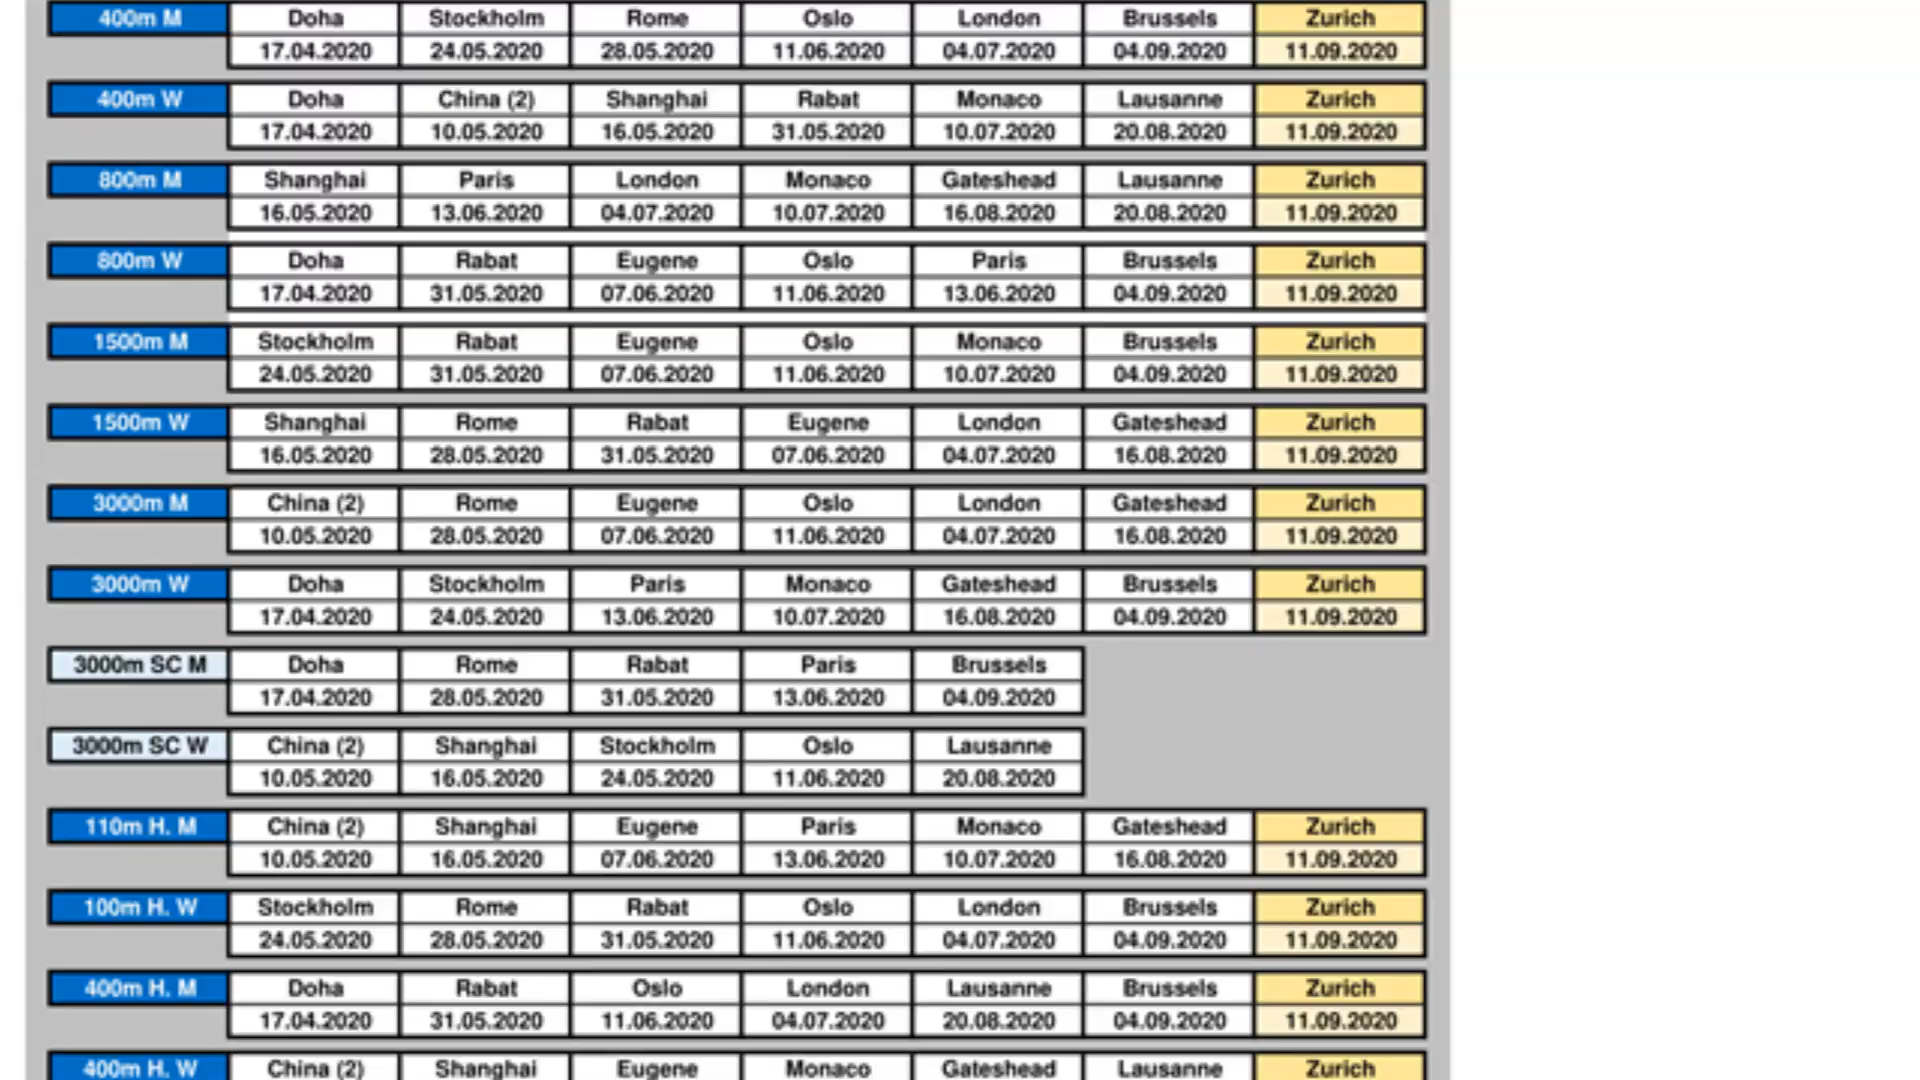 400m M Doha Stockholm Rome Oslo London Brussels Zurich
17.04.2020 24.05.2020 28.05.2020 11.06.2020 04.07.2020 04.09.2020 11.09.2020
400m W Doha China (2) Shanghai Rabat Monaco Lausanne Zurich
17.04.2020 10.05.2020 16.05.2020 31.05.2020 10.07.2020 20.08.2020 11.09.2020
800m M Shanghai Paris London Monaco Gateshead Lausanne Zurich
16.05.2020 13.06.2020 04.07.2020 10.07.2020 16.08.2020 20.08.2020 11.09.2020
800m W Doha Rabat Eugene Oslo Paris Brussels Zurich
17.04.2020 31.05.2020 07.06.2020 11.06.2020 13.06.2020 04.09.2020 11.09.2020
1500m M Stockholm Rabat Eugene Oslo Monaco Brussels Zurich
24.05.2020 31.05.2020 07.06.2020 11.06.2020 10.07.2020 04.09.2020 11.09.2020
1500m W Shanghai Rome Rabat Eugene London Gateshead Zurich
16.05.2020 28.05.2020 31.05.2020 07.06.2020 04.07.2020 16.08.2020 11.09.2020
3000m M China (2) Rome Eugene Oslo London Gateshead Zurich
10.05.2020 28.05.2020 07.06.2020 11.06.2020 04.07.2020 16.08.2020 11.09.2020
3000m W Doha Stockholm Paris Monaco Gateshead Brussels Zurich
17.04.2020 24.05.2020 13.06.2020 10.07.2020 16.08.2020 04.09.2020 11.09.2020
3000m SC M Doha Rome Rabat Paris Brussels
17.04.2020 28.05.2020 31.05.2020 13.06.2020 04.09.2020
3000m SC W China (2) Shanghai Stockholm Oslo Lausanne
10.05.2020 16.05.2020 24.05.2020 11.06.2020 20.08.2020
110m H. M China (2) Shanghai Eugene Paris Monaco Gateshead Zurich
10.05.2020 16.05.2020 07.06.2020 13.06.2020 10.07.2020 16.08.2020 11.09.2020
100m H. W Stockholm Rome Rabat Oslo London Brussels Zurich
24.05.2020 28.05.2020 31.05.2020 11.06.2020 04.07.2020 04.09.2020 11.09.2020
400m H. M Doha Rabat Oslo London Lausanne Brussels Zurich
17.04.2020 31.05.2020 11.06.2020 04.07.2020 20.08.2020 04.09.2020 11.09.2020
400m H. W China (2) Shanghai Eugene Monaco Gateshead Lausanne Zurich